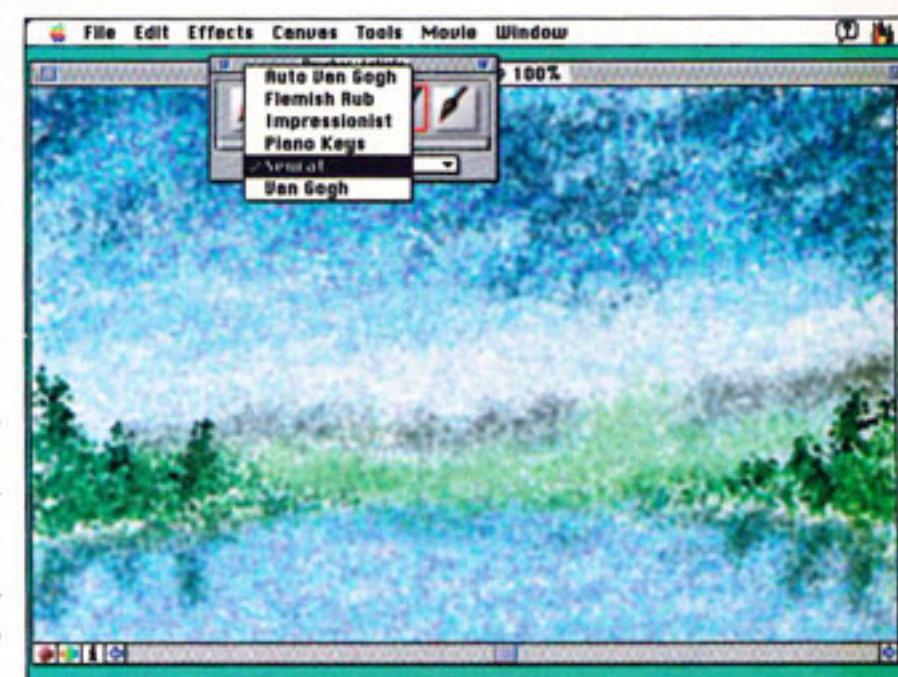 File Edit Effects Canvas Tools Movie Window
100%
Auto Van Gogh
Flemish Rub
Impressionist
Piano Keys
Seurat
Van Gogh